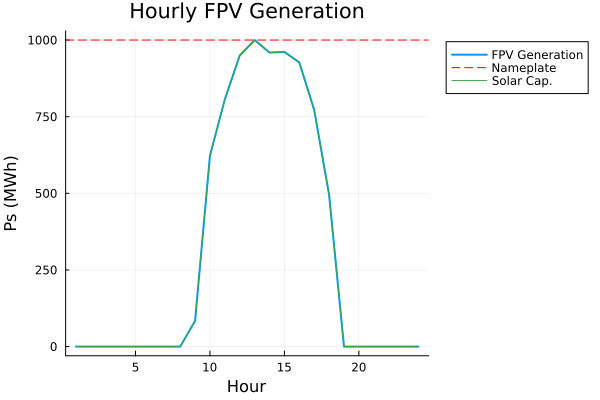 Hourly FPV Generation
1000
750
500
250
0
Ps (MWh)
5 10 15 20
Hour
FPV Generation
Nameplate
Solar Cap.